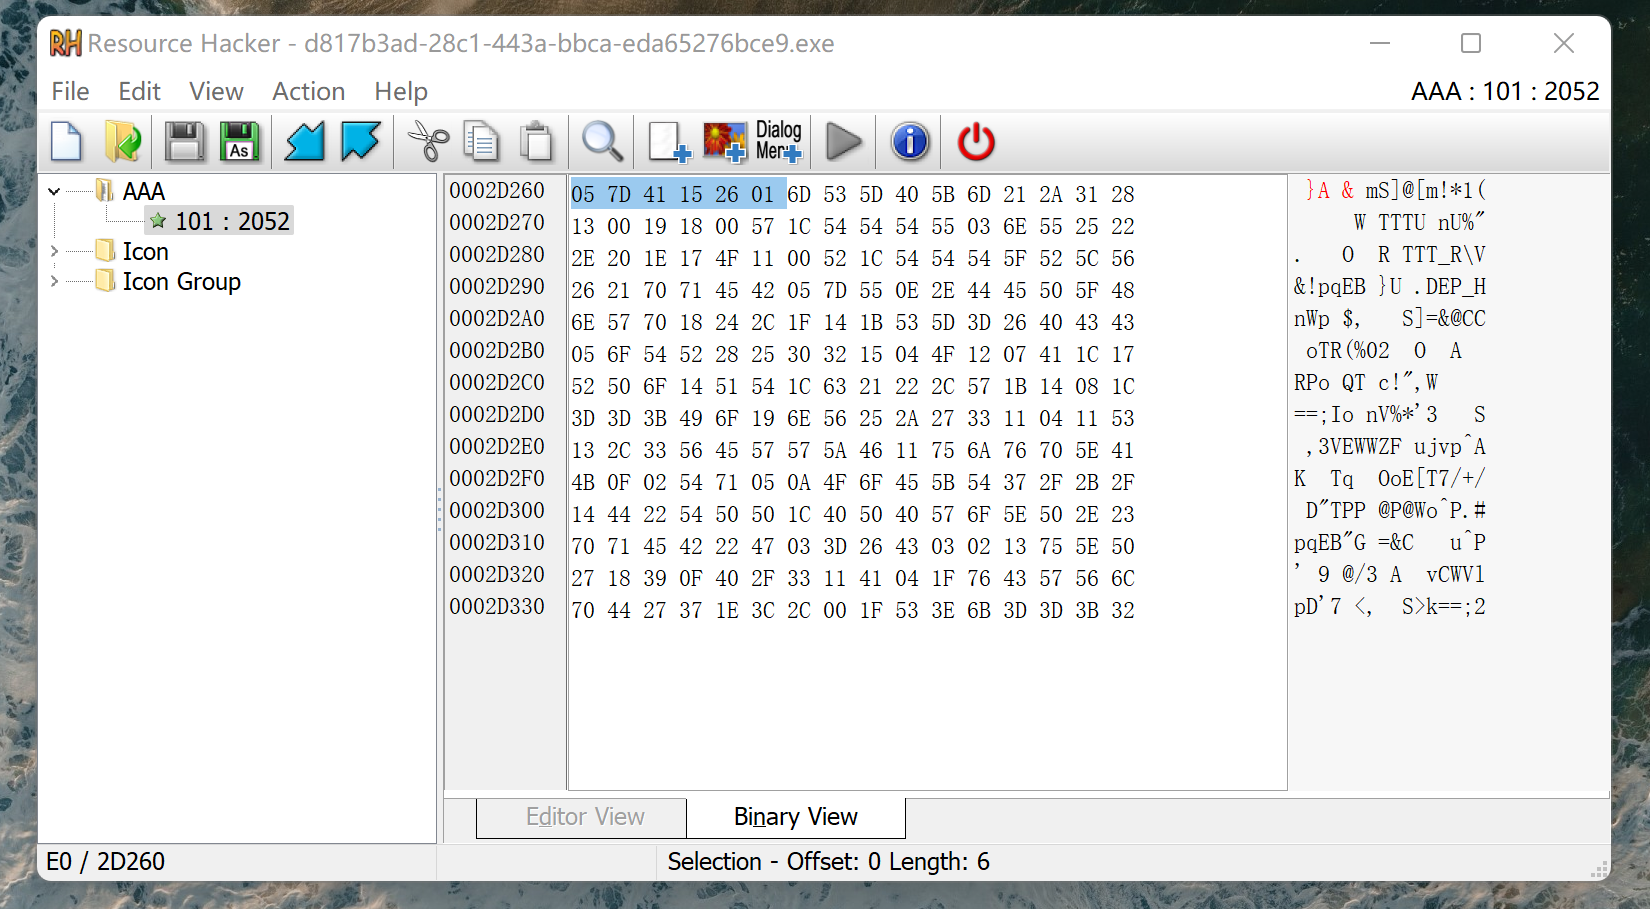 RH Resource Hacker - d817b3ad-28c1-443a-bbca-eda65276bce9.exe
File Edit View Action Help AAA : 101 : 2052
As Dialog
Menu
AAA
101 : 2052
Icon
Icon Group
0002D260 05 7D 41 15 26 01 6D 53 5D 40 5B 6D 21 2A 31 28 }A & mS]@[m!*1(
0002D270 13 00 19 18 00 57 1C 54 54 54 55 03 6E 55 25 22 W TTTU nU%"
0002D280 2E 20 1E 17 4F 11 00 52 1C 54 54 54 5F 52 5C 56 . O R TTT_R\V
0002D290 26 21 70 71 45 42 05 7D 55 0E 2E 44 45 50 5F 48 &!pqEB }U .DEP_H
0002D2A0 6E 57 70 18 24 2C 1F 14 1B 53 5D 3D 26 40 43 43 nWp $, S]=&@CC
0002D2B0 05 6F 54 52 28 25 30 32 15 04 4F 12 07 41 1C 17 oTR(%02 O A
0002D2C0 52 50 6F 14 51 54 1C 63 21 22 2C 57 1B 14 08 1C RPo QT c!",W
0002D2D0 3D 3D 3B 49 6F 19 6E 56 25 2A 27 33 11 04 11 53 ==;Io nV%*'3 S
0002D2E0 13 2C 33 56 45 57 57 5A 46 11 75 6A 76 70 5E 41 ,3VEWWZF ujvp^A
0002D2F0 4B 0F 02 54 71 05 0A 4F 6F 45 5B 54 37 2F 2B 2F K Tq OoE[T7/+/
0002D300 14 44 22 54 50 50 1C 40 50 40 57 6F 5E 50 2E 23 D"TPP @P@Wo^P.#
0002D310 70 71 45 42 22 47 03 3D 26 43 03 02 13 75 5E 50 pqEB"G =&C u^P
0002D320 27 18 39 0F 40 2F 33 11 41 04 1F 76 43 57 56 6C ' 9 @/3 A vCWVl
0002D330 70 44 27 37 1E 3C 2C 00 1F 53 3E 6B 3D 3D 3B 32 pD'7 <, S>k==;2
Editor View Binary View
E0 / 2D260 Selection - Offset: 0 Length: 6